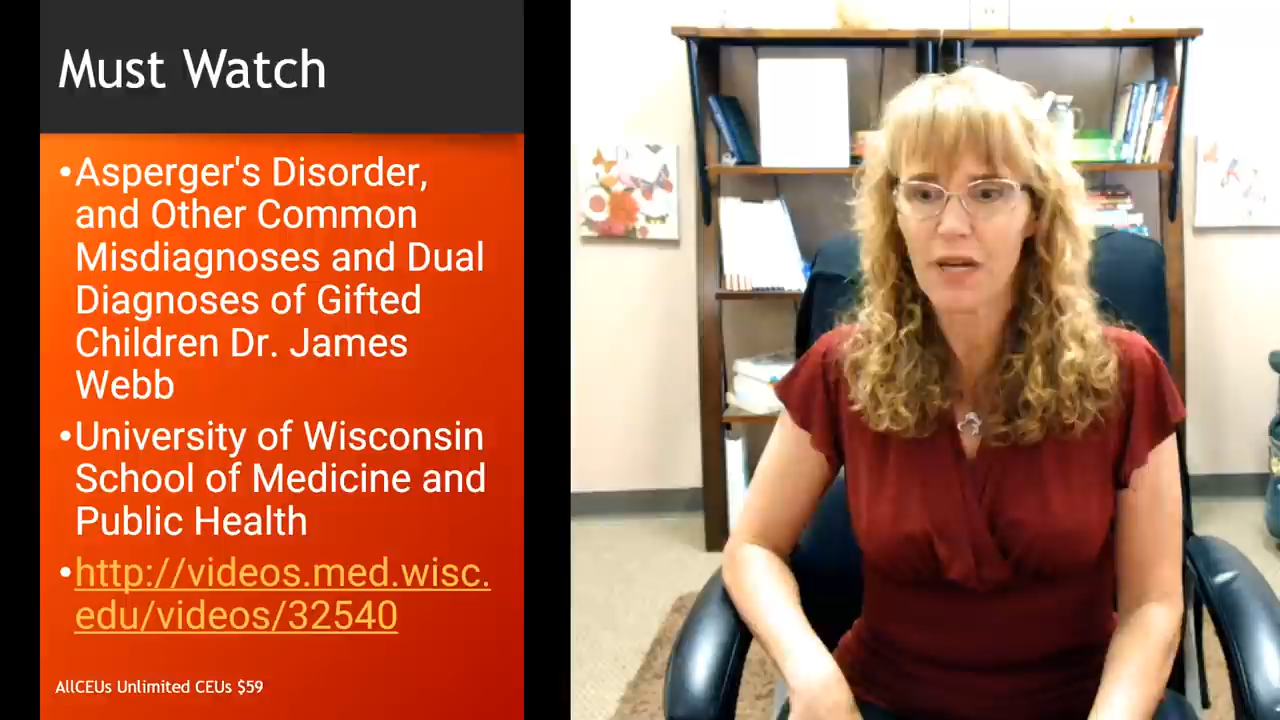 Must Watch
•Asperger's Disorder,
and Other Common
Misdiagnoses and Dual
Diagnoses of Gifted
Children Dr. James
Webb
•University of Wisconsin
School of Medicine and
Public Health
•http://videos.med.wisc.
edu/videos/32540
AllCEUs Unlimited CEUs $59